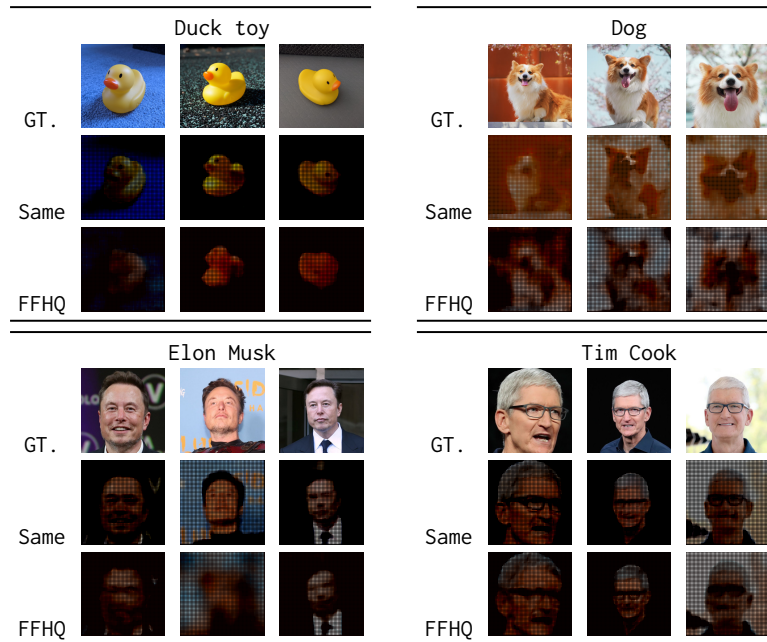 Duck toy
GT.
Same
FFHQ
Dog
GT.
Same
FFHQ
Elon Musk
GT.
Same
FFHQ
Tim Cook
GT.
Same
FFHQ